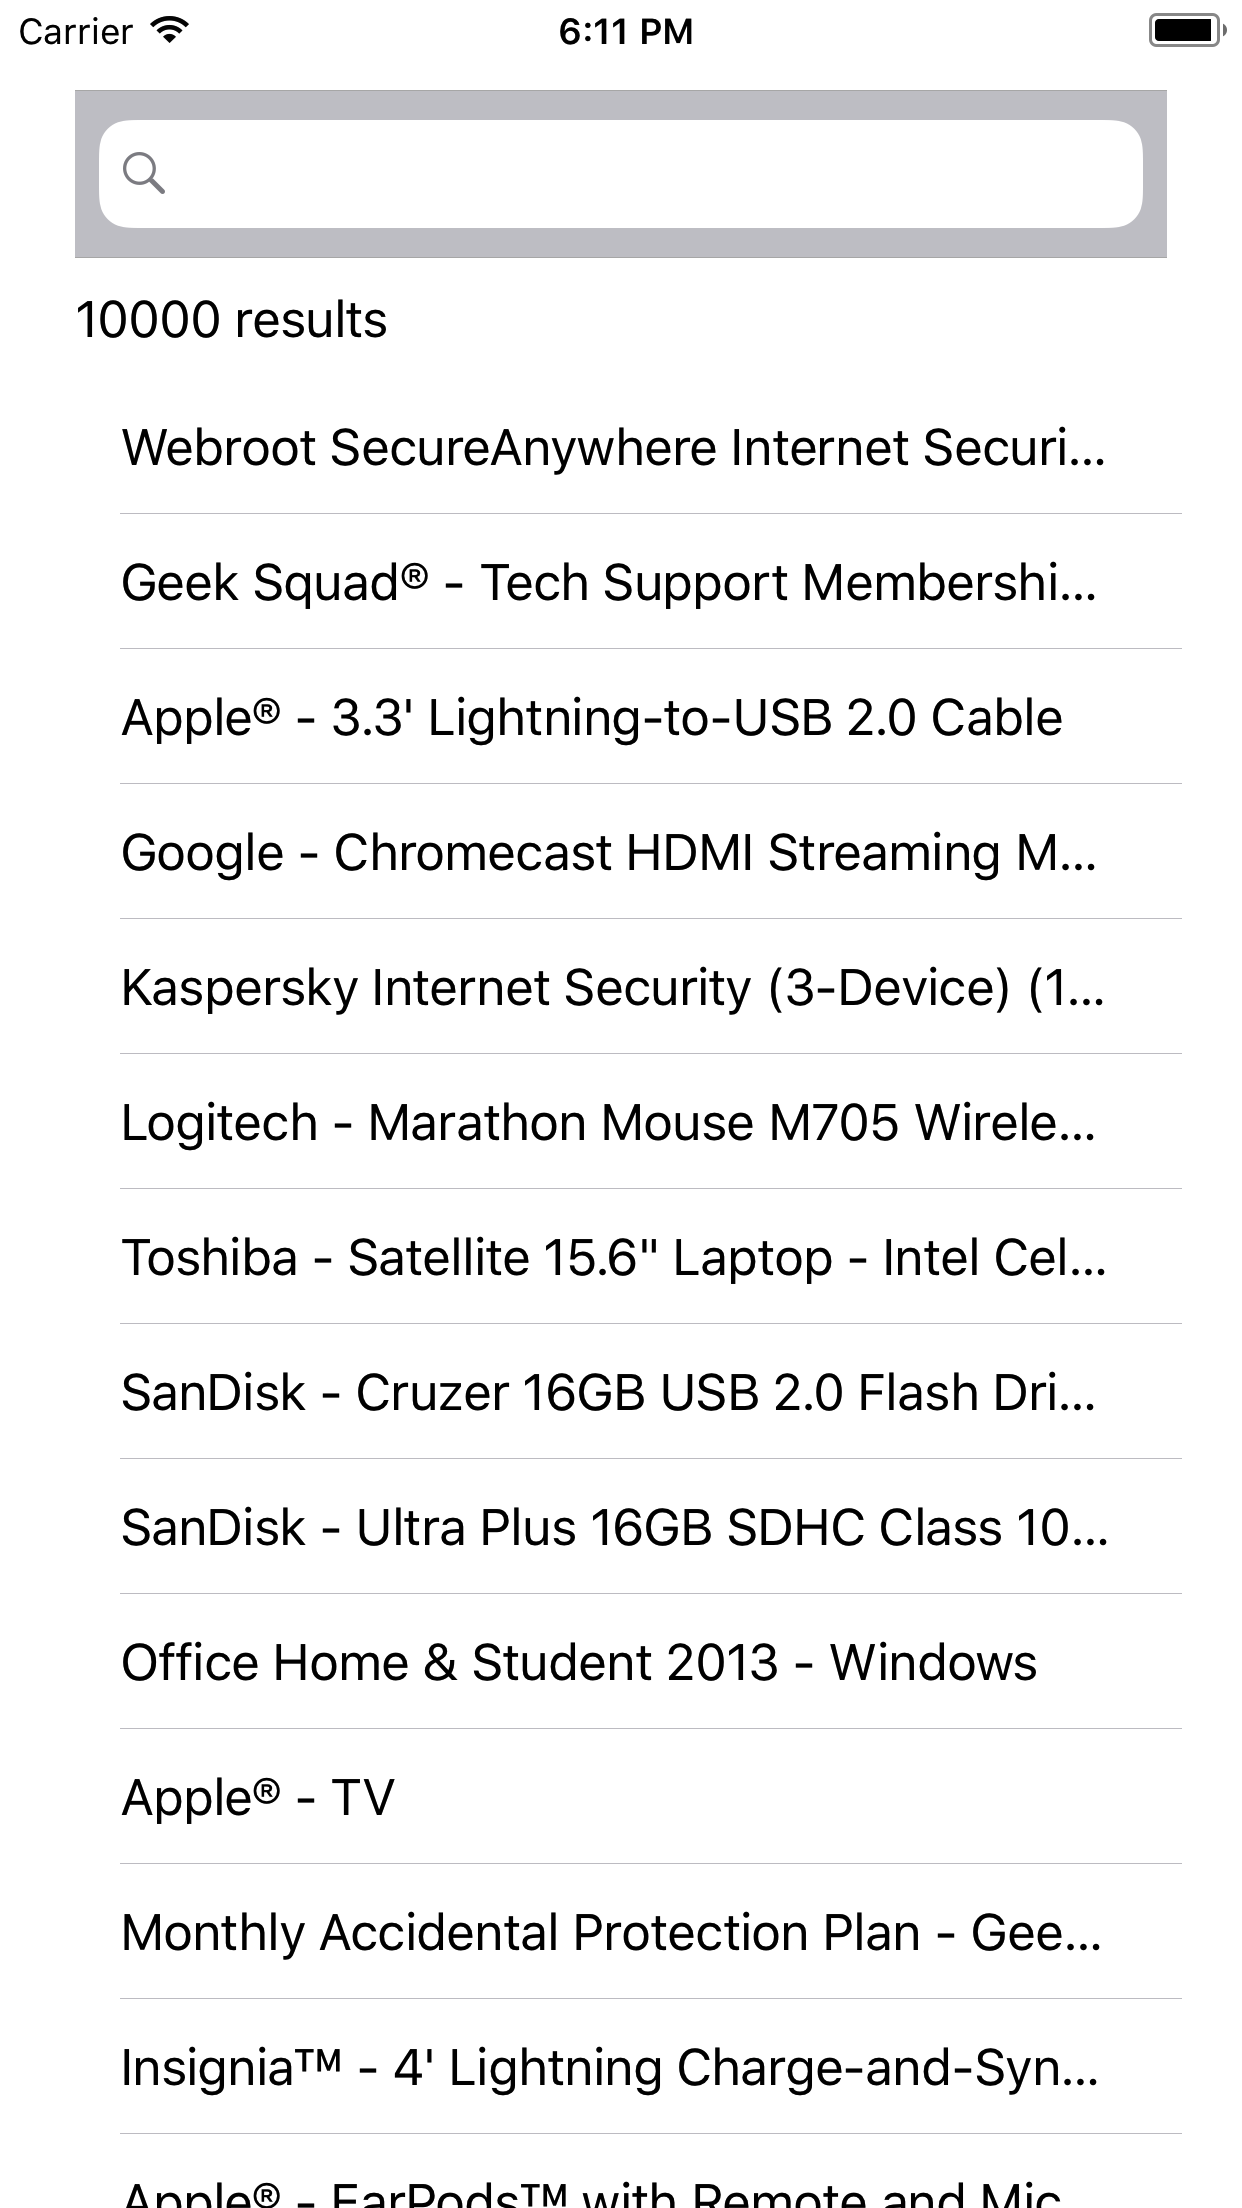 Carrier 6:11 PM
10000 results
Webroot SecureAnywhere Internet Securi...
Geek Squad® - Tech Support Membershi...
Apple® - 3.3' Lightning-to-USB 2.0 Cable
Google - Chromecast HDMI Streaming M...
Kaspersky Internet Security (3-Device) (1...
Logitech - Marathon Mouse M705 Wirele...
Toshiba - Satellite 15.6" Laptop - Intel Cel...
SanDisk - Cruzer 16GB USB 2.0 Flash Dri...
SanDisk - Ultra Plus 16GB SDHC Class 10...
Office Home & Student 2013 - Windows
Apple® - TV
Monthly Accidental Protection Plan - Gee...
Insignia™ - 4' Lightning Charge-and-Syn...
Apple® - EarPods™ with Remote and Mic